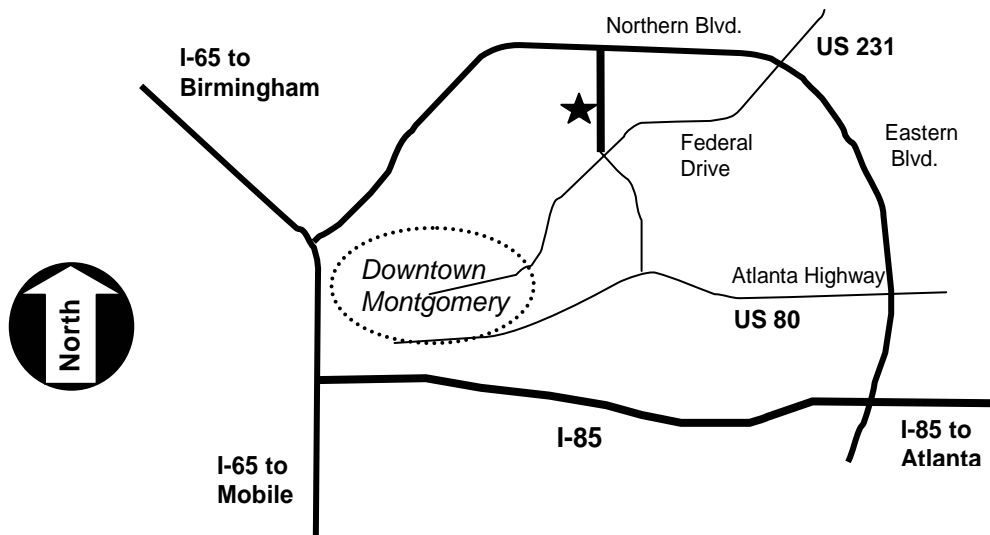 Northern Blvd.
US 231
I-65 to
Birmingham
Federal
Drive
Eastern
Blvd.
Downtown
Montgomery
Atlanta Highway
US 80
North
I-85
I-85 to
Atlanta
I-65 to
Mobile